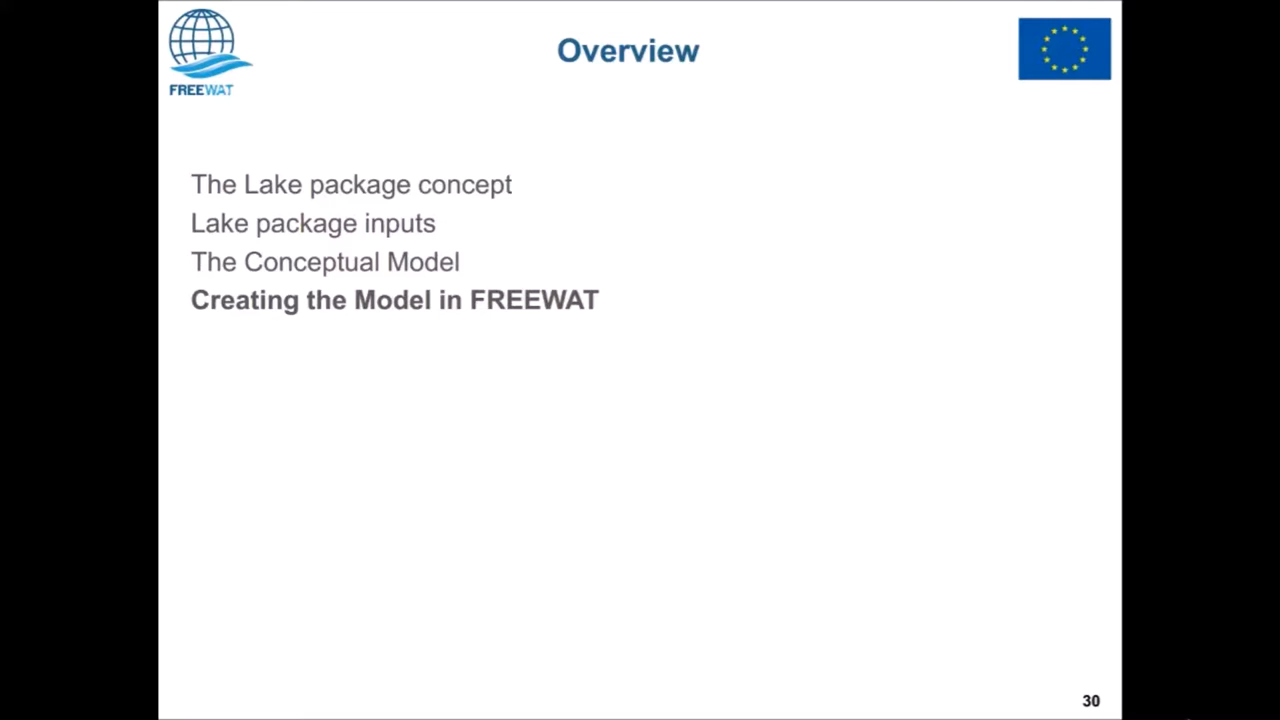 Overview
FREEWAT
The Lake package concept
Lake package inputs
The Conceptual Model
Creating the Model in FREEWAT
30